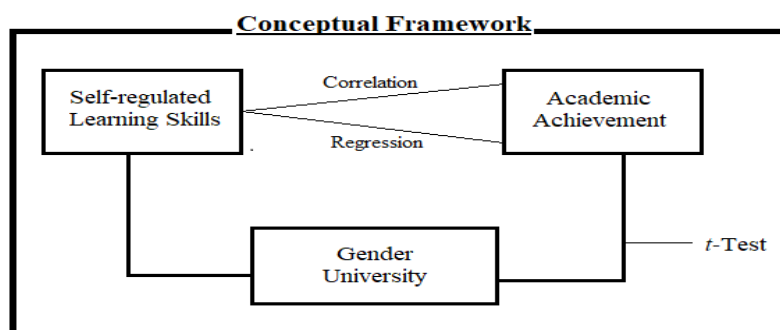 Conceptual Framework
Self-regulated
Learning Skills
Correlation
Regression
Academic
Achievement
Gender
University
t-Test